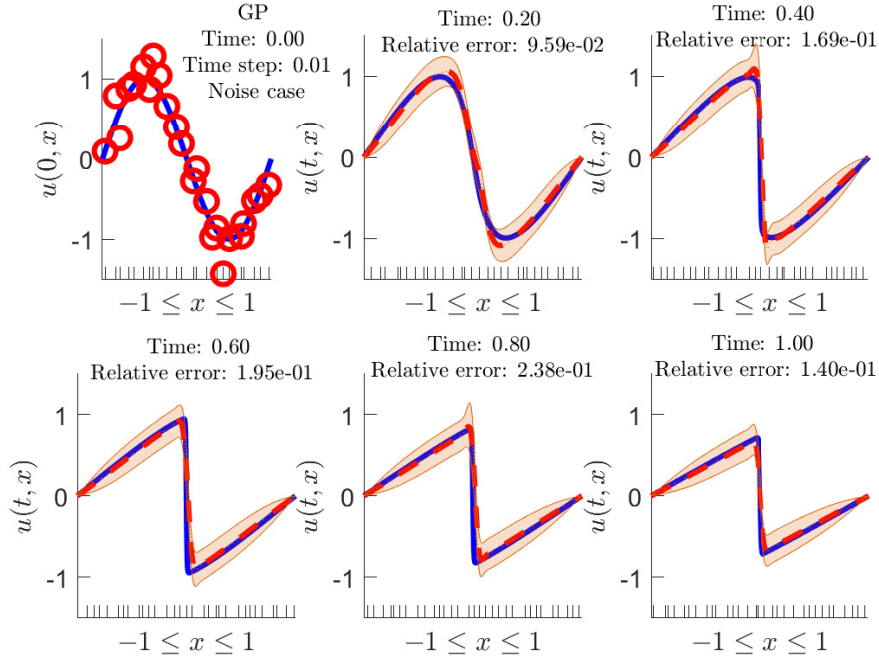 GP
Time: 0.00
Time step: 0.01
Noise case
1
0
-1
u(0, x)
−1 ≤ x ≤ 1
Time: 0.20
Relative error: 9.59e-02
1
0
-1
u(t, x)
−1 ≤ x ≤ 1
Time: 0.40
Relative error: 1.69e-01
1
0
-1
u(t, x)
−1 ≤ x ≤ 1
Time: 0.60
Relative error: 1.95e-01
1
0
-1
u(t, x)
−1 ≤ x ≤ 1
Time: 0.80
Relative error: 2.38e-01
1
0
-1
u(t, x)
−1 ≤ x ≤ 1
Time: 1.00
Relative error: 1.40e-01
1
0
-1
u(t, x)
−1 ≤ x ≤ 1